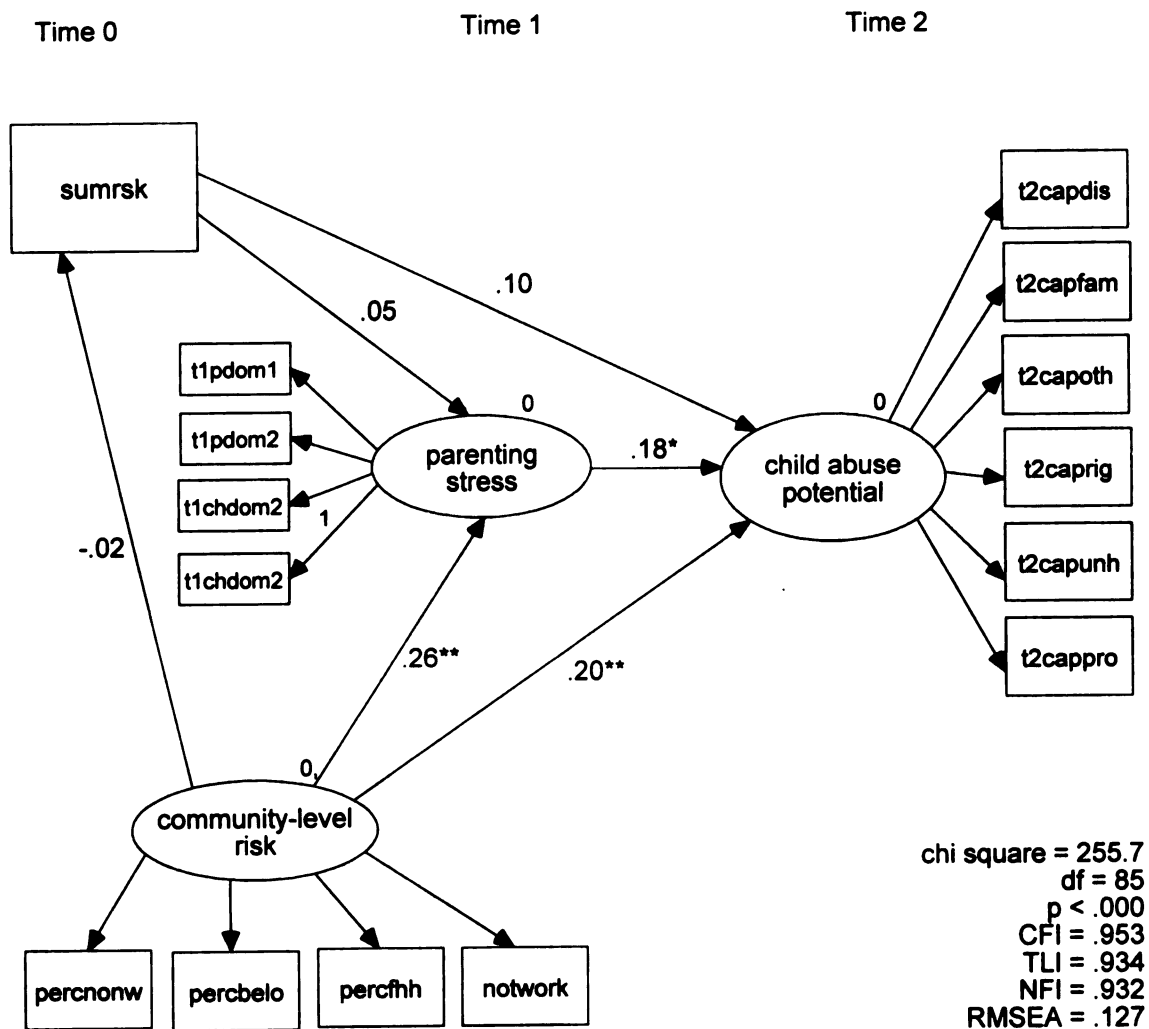 Time 0
Time 1
Time 2
sumrsk
t2capdis
t2capfam
.10
.05
t1pdom1
t2capoth
0
0
t1pdom2
parenting
stress
.18*
child abuse
potential
t2caprig
t1chdom2
1
-.02
t2capunh
t1chdom2
.26**
.20**
t2cappro
0,
community-level
risk
chi square = 255.7
df = 85
p < .000
CFI = .953
TLI = .934
NFI = .932
RMSEA = .127
percnonw
percbelo
percfhh
notwork